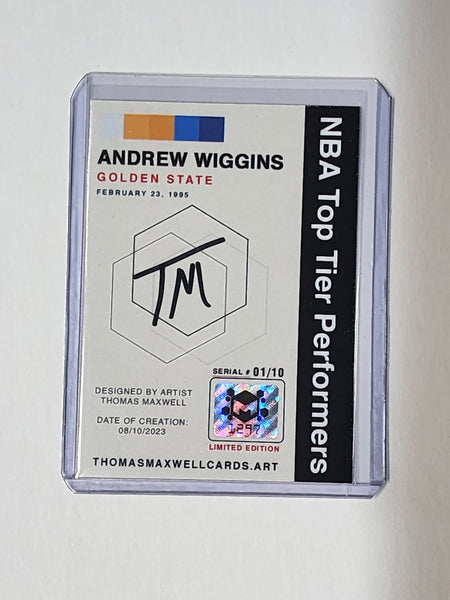 ANDREW WIGGINS
GOLDEN STATE
FEBRUARY 23, 1995
TM
SERIAL # 01/10
1297
LIMITED EDITION
DESIGNED BY ARTIST
THOMAS MAXWELL
DATE OF CREATION:
08/10/2023
THOMASMAXWELLCARDS.ART
NBA Top Tier Performers